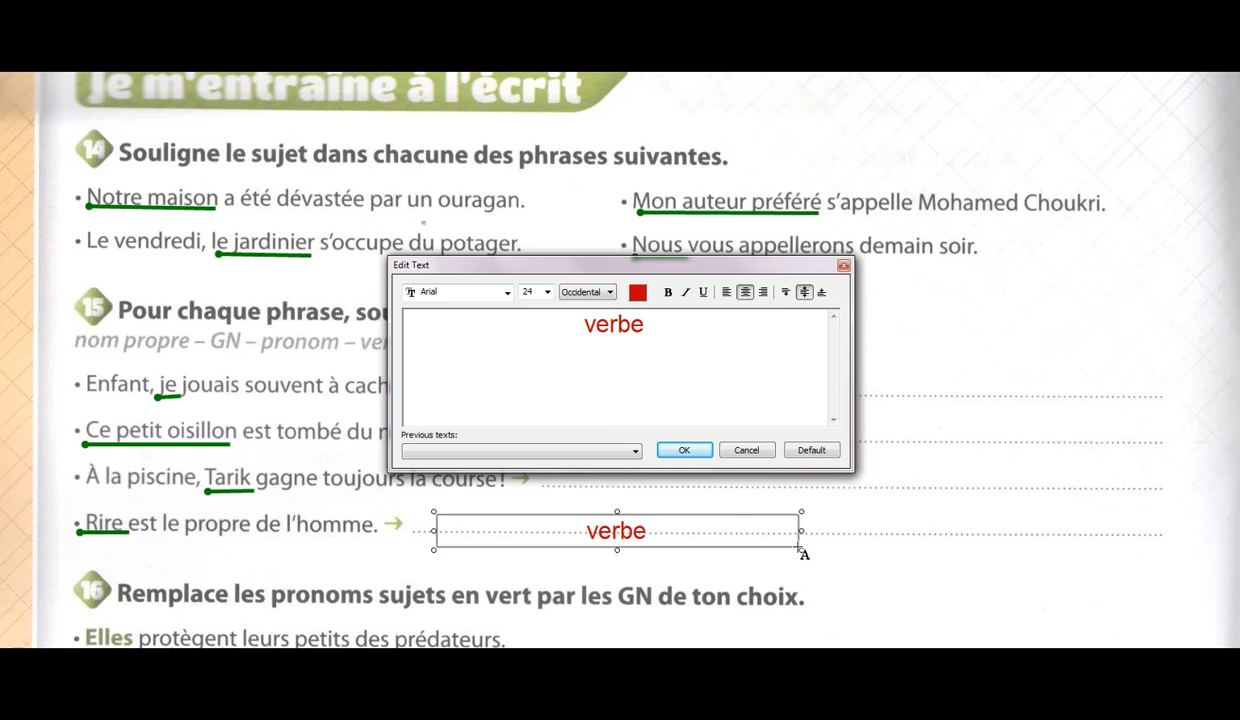 Je m'entraîne à l'écrit
14 Souligne le sujet dans chacune des phrases suivantes.
• Notre maison a été dévastée par un ouragan.
• Mon auteur préféré s'appelle Mohamed Choukri.
• Le vendredi, le jardinier s'occupe du potager.
• Nous vous appellerons demain soir.
Edit Text
Arial 24 Occidental B I U
verbe
Previous texts:
OK Cancel Default
15 Pour chaque phrase, sou
nom propre – GN – pronom – ve
• Enfant, je jouais souvent à cach
• Ce petit oisillon est tombé du n
• À la piscine, Tarik gagne toujours la course ! →
• Rire est le propre de l'homme. → verbe
A
16 Remplace les pronoms sujets en vert par les GN de ton choix.
• Elles protègent leurs petits des prédateurs.